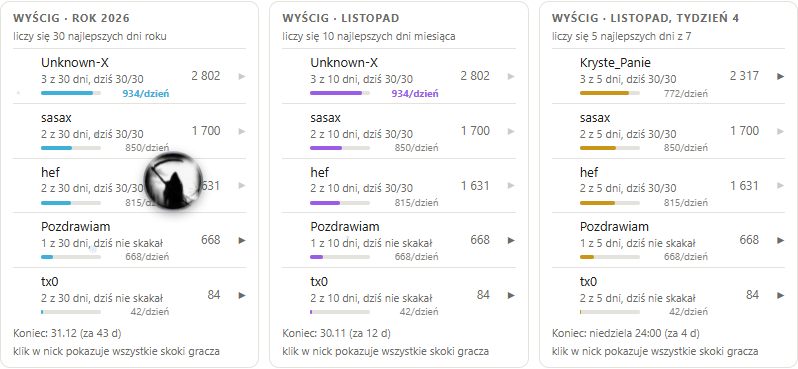 WYŚCIG · ROK 2026
liczy się 30 najlepszych dni roku
Unknown-X
3 z 30 dni, dziś 30/30
2 802
934/dzień
sasax
2 z 30 dni, dziś 30/30
1 700
850/dzień
hef
2 z 30 dni, dziś 30/30
631
815/dzień
Pozdrawiam
1 z 30 dni, dziś nie skakał
668
668/dzień
tx0
2 z 30 dni, dziś nie skakał
84
42/dzień
Koniec: 31.12 (za 43 d)
klik w nick pokazuje wszystkie skoki gracza
WYŚCIG · LISTOPAD
liczy się 10 najlepszych dni miesiąca
Unknown-X
3 z 10 dni, dziś 30/30
2 802
934/dzień
sasax
2 z 10 dni, dziś 30/30
1 700
850/dzień
hef
2 z 10 dni, dziś 30/30
1 631
815/dzień
Pozdrawiam
1 z 10 dni, dziś nie skakał
668
668/dzień
tx0
2 z 10 dni, dziś nie skakał
84
42/dzień
Koniec: 30.11 (za 12 d)
klik w nick pokazuje wszystkie skoki gracza
WYŚCIG · LISTOPAD, TYDZIEŃ 4
liczy się 5 najlepszych dni z 7
Kryste_Panie
3 z 5 dni, dziś 30/30
2 317
772/dzień
sasax
2 z 5 dni, dziś 30/30
1 700
850/dzień
hef
2 z 5 dni, dziś 30/30
1 631
815/dzień
Pozdrawiam
1 z 5 dni, dziś nie skakał
668
668/dzień
tx0
2 z 5 dni, dziś nie skakał
84
42/dzień
Koniec: niedziela 24:00 (za 4 d)
klik w nick pokazuje wszystkie skoki gracza